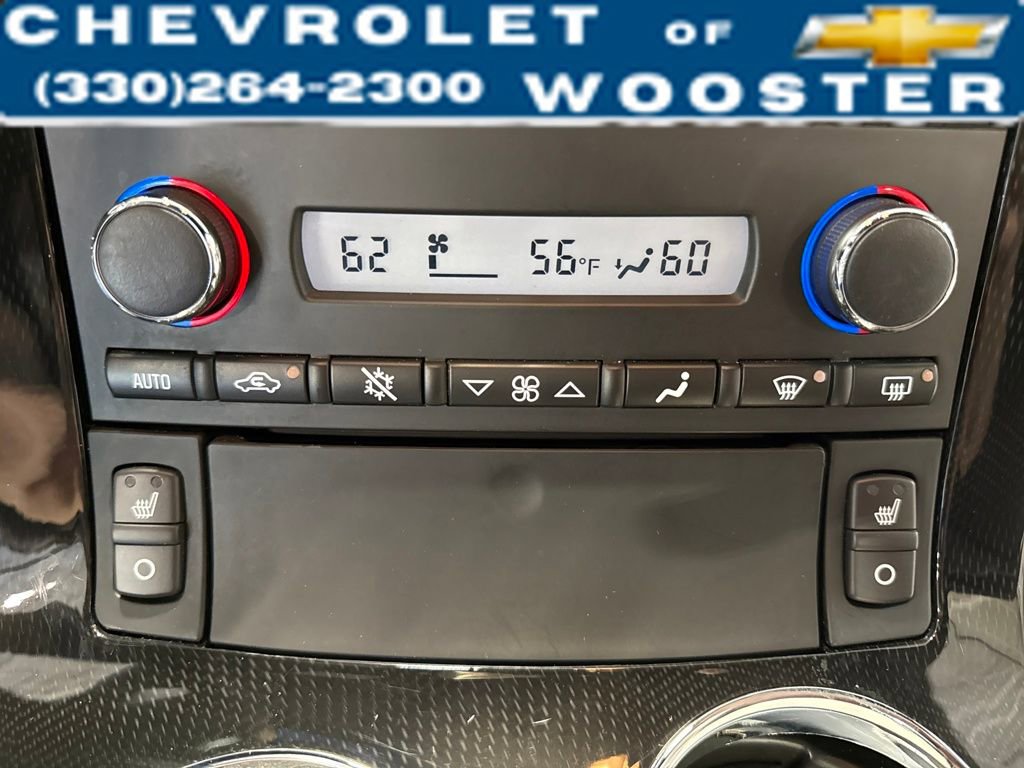 CHEVROLET OF
(330)264-2300 WOOSTER
62 56°F 60
AUTO